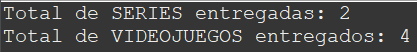 Total de SERIES entregadas: 2
Total de VIDEOJUEGOS entregados: 4